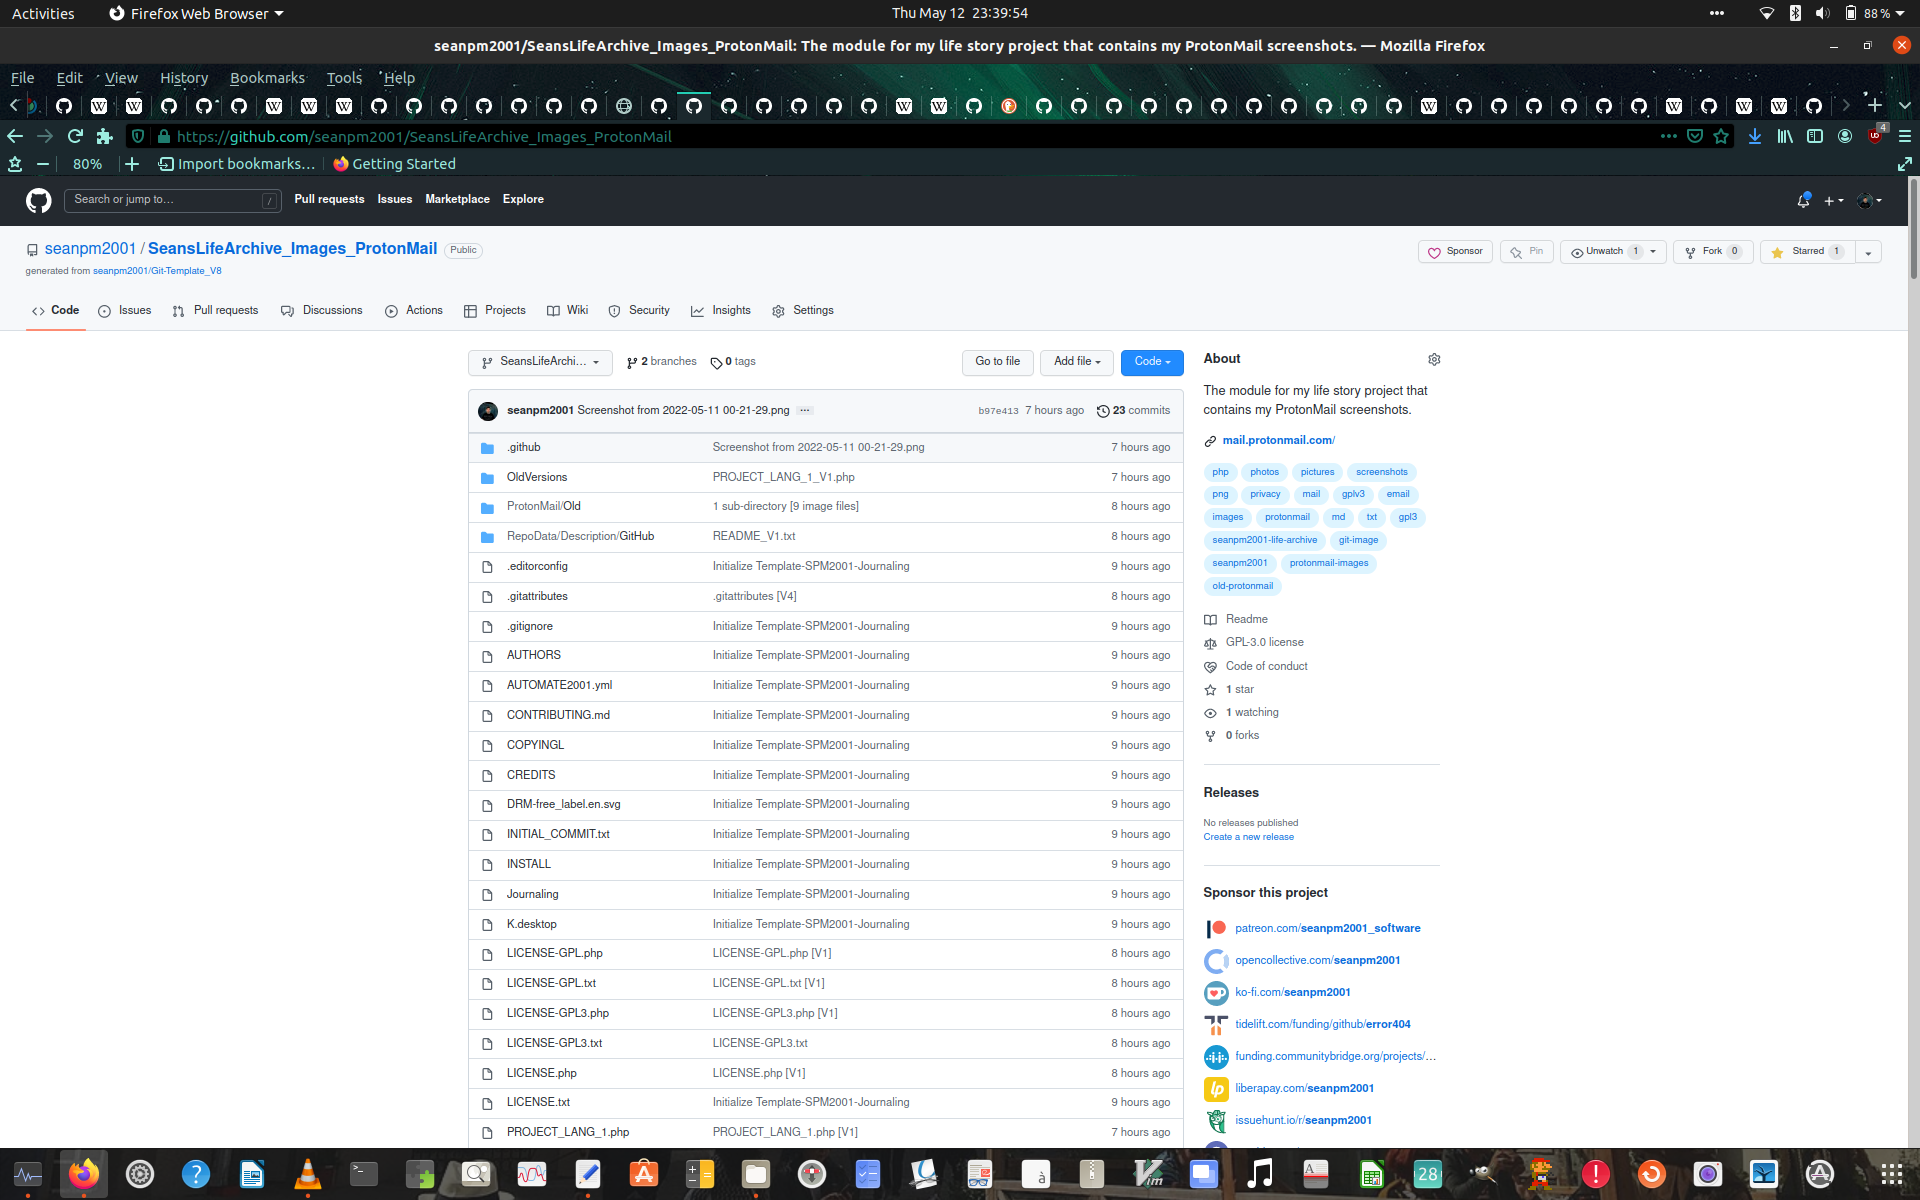 Activities
Firefox Web Browser
Thu May 12 23:39:54
88 %
seanpm2001/SeansLifeArchive_Images_ProtonMail: The module for my life story project that contains my ProtonMail screenshots. — Mozilla Firefox
File Edit View History Bookmarks Tools Help
https://github.com/seanpm2001/SeansLifeArchive_Images_ProtonMail
4
80%
Import bookmarks…
Getting Started
Search or jump to…
/
Pull requests Issues Marketplace Explore
seanpm2001 / SeansLifeArchive_Images_ProtonMail Public
generated from seanpm2001/Git-Template_V8
Sponsor
Pin
Unwatch 1
Fork 0
Starred 1
Code Issues Pull requests Discussions Actions Projects Wiki Security Insights Settings
SeansLifeArchi… 2 branches 0 tags Go to file Add file Code
seanpm2001 Screenshot from 2022-05-11 00-21-29.png ··· b97e413 7 hours ago 23 commits
.github Screenshot from 2022-05-11 00-21-29.png 7 hours ago
OldVersions PROJECT_LANG_1_V1.php 7 hours ago
ProtonMail/Old 1 sub-directory [9 image files] 8 hours ago
RepoData/Description/GitHub README_V1.txt 8 hours ago
.editorconfig Initialize Template-SPM2001-Journaling 9 hours ago
.gitattributes .gitattributes [V4] 8 hours ago
.gitignore Initialize Template-SPM2001-Journaling 9 hours ago
AUTHORS Initialize Template-SPM2001-Journaling 9 hours ago
AUTOMATE2001.yml Initialize Template-SPM2001-Journaling 9 hours ago
CONTRIBUTING.md Initialize Template-SPM2001-Journaling 9 hours ago
COPYINGL Initialize Template-SPM2001-Journaling 9 hours ago
CREDITS Initialize Template-SPM2001-Journaling 9 hours ago
DRM-free_label.en.svg Initialize Template-SPM2001-Journaling 9 hours ago
INITIAL_COMMIT.txt Initialize Template-SPM2001-Journaling 9 hours ago
INSTALL Initialize Template-SPM2001-Journaling 9 hours ago
Journaling Initialize Template-SPM2001-Journaling 9 hours ago
K.desktop Initialize Template-SPM2001-Journaling 9 hours ago
LICENSE-GPL.php LICENSE-GPL.php [V1] 8 hours ago
LICENSE-GPL.txt LICENSE-GPL.txt [V1] 8 hours ago
LICENSE-GPL3.php LICENSE-GPL3.php [V1] 8 hours ago
LICENSE-GPL3.txt LICENSE-GPL3.txt 8 hours ago
LICENSE.php LICENSE.php [V1] 8 hours ago
LICENSE.txt Initialize Template-SPM2001-Journaling 9 hours ago
PROJECT_LANG_1.php PROJECT_LANG_1.php [V1] 7 hours ago
About
The module for my life story project that
contains my ProtonMail screenshots.
mail.protonmail.com/
php photos pictures screenshots
png privacy mail gplv3 email
images protonmail md txt gpl3
seanpm2001-life-archive git-image
seanpm2001 protonmail-images
old-protonmail
Readme
GPL-3.0 license
Code of conduct
1 star
1 watching
0 forks
Releases
No releases published
Create a new release
Sponsor this project
patreon.com/seanpm2001_software
opencollective.com/seanpm2001
ko-fi.com/seanpm2001
tidelift.com/funding/github/error404
funding.communitybridge.org/projects/…
liberapay.com/seanpm2001
issuehunt.io/r/seanpm2001
28